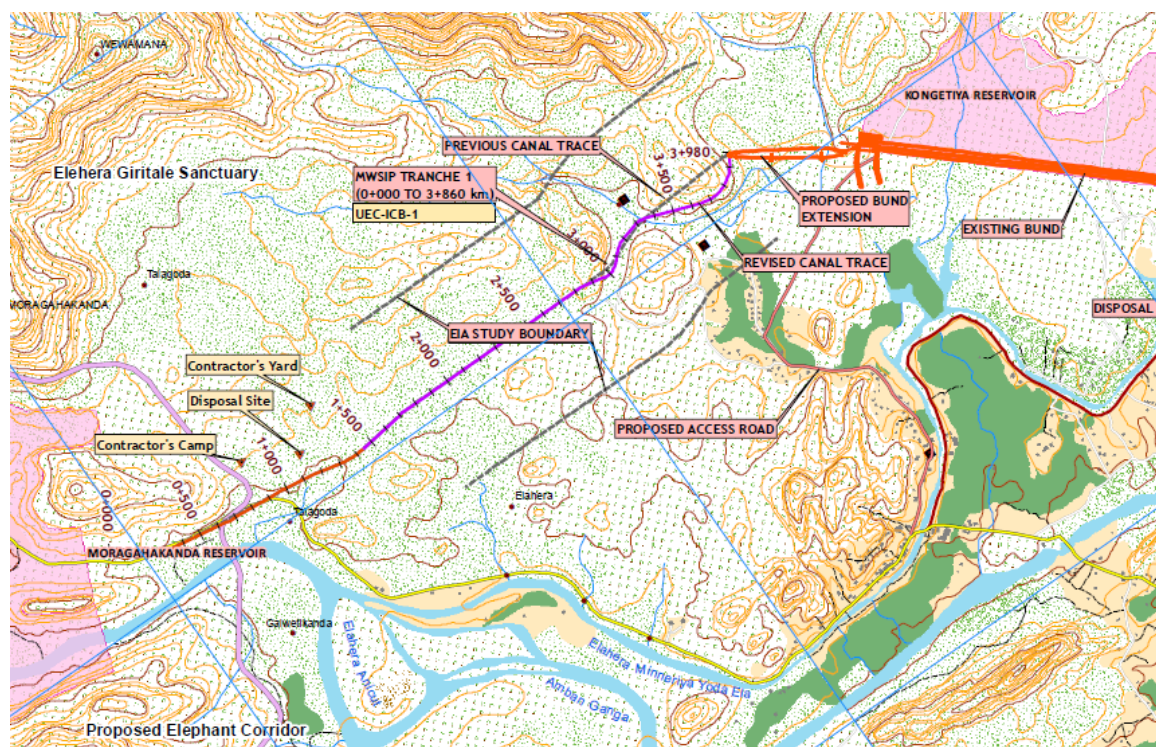 WEWAMANA
KONGETIYA RESERVOIR
PREVIOUS CANAL TRACE
3+980
3+500
Elehera Giritale Sanctuary
MWSIP TRANCHE 1
(0+000 TO 3+860 km)
UEC-ICB-1
PROPOSED BUND
EXTENSION
EXISTING BUND
3+000
REVISED CANAL TRACE
Talagoda
2+500
MORAGAHAKANDA
DISPOSAL
EIA STUDY BOUNDARY
2+000
Contractor's Yard
Disposal Site
1+500
PROPOSED ACCESS ROAD
Contractor's Camp
1+000
0+500
0+000
Elahera
Talagoda
MORAGAHAKANDA RESERVOIR
Galwelikanda
Elahera Anicut
Elahera Minneriya Yoda Ela
Amban Ganga
Proposed Elephant Corridor